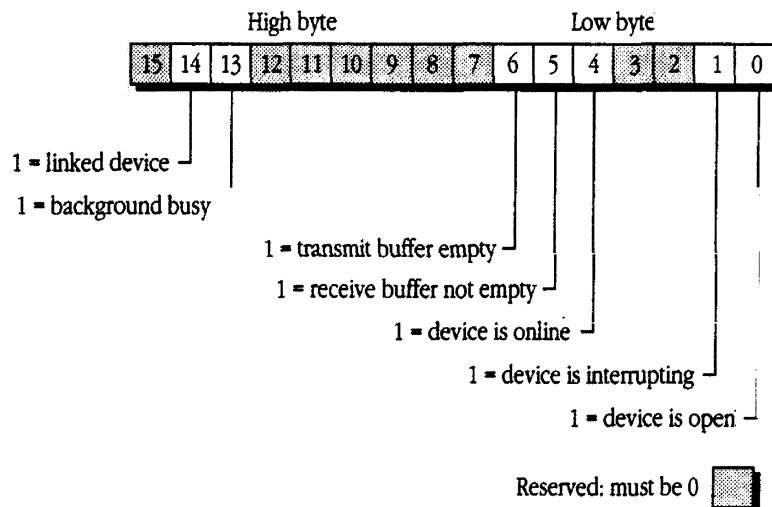 High byte Low byte
15 14 13 12 11 10 9 8 7 6 5 4 3 2 1 0
1 = linked device
1 = background busy
1 = transmit buffer empty
1 = receive buffer not empty
1 = device is online
1 = device is interrupting
1 = device is open
Reserved: must be 0